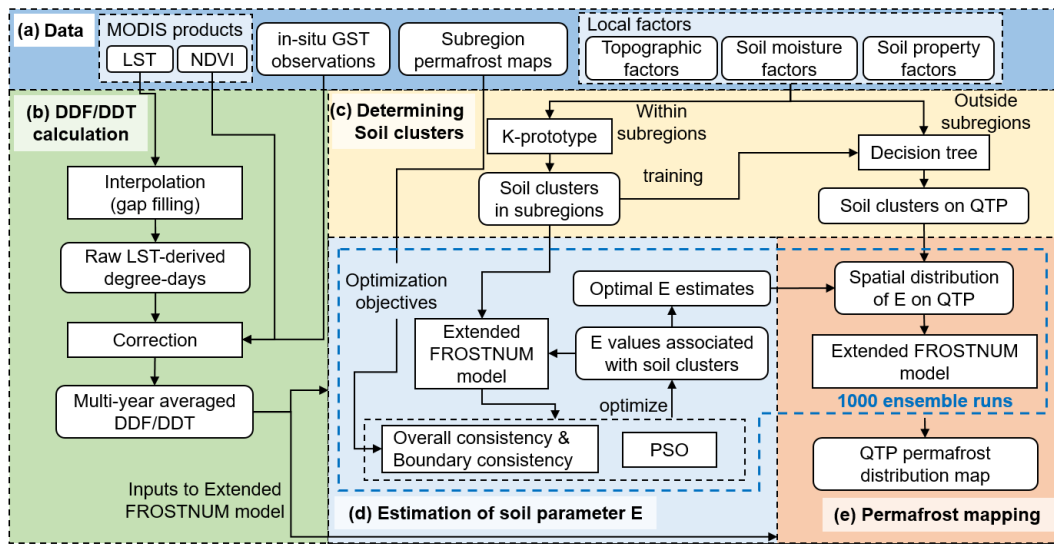 (a) Data
MODIS products
LST
NDVI
in-situ GST
observations
Subregion
permafrost maps
Local factors
Topographic
factors
Soil moisture
factors
Soil property
factors
(b) DDF/DDT
calculation
Interpolation
(gap filling)
Raw LST-derived
degree-days
Correction
Multi-year averaged
DDF/DDT
Inputs to Extended
FROSTNUM model
(c) Determining
Soil clusters
Within
subregions
Outside
subregions
K-prototype
Decision tree
training
Soil clusters
in subregions
Soil clusters on QTP
Optimization
objectives
Optimal E estimates
Extended
FROSTNUM
model
E values associated
with soil clusters
optimize
Overall consistency &
Boundary consistency
PSO
(d) Estimation of soil parameter E
Spatial distribution
of E on QTP
Extended FROSTNUM
model
1000 ensemble runs
QTP permafrost
distribution map
(e) Permafrost mapping